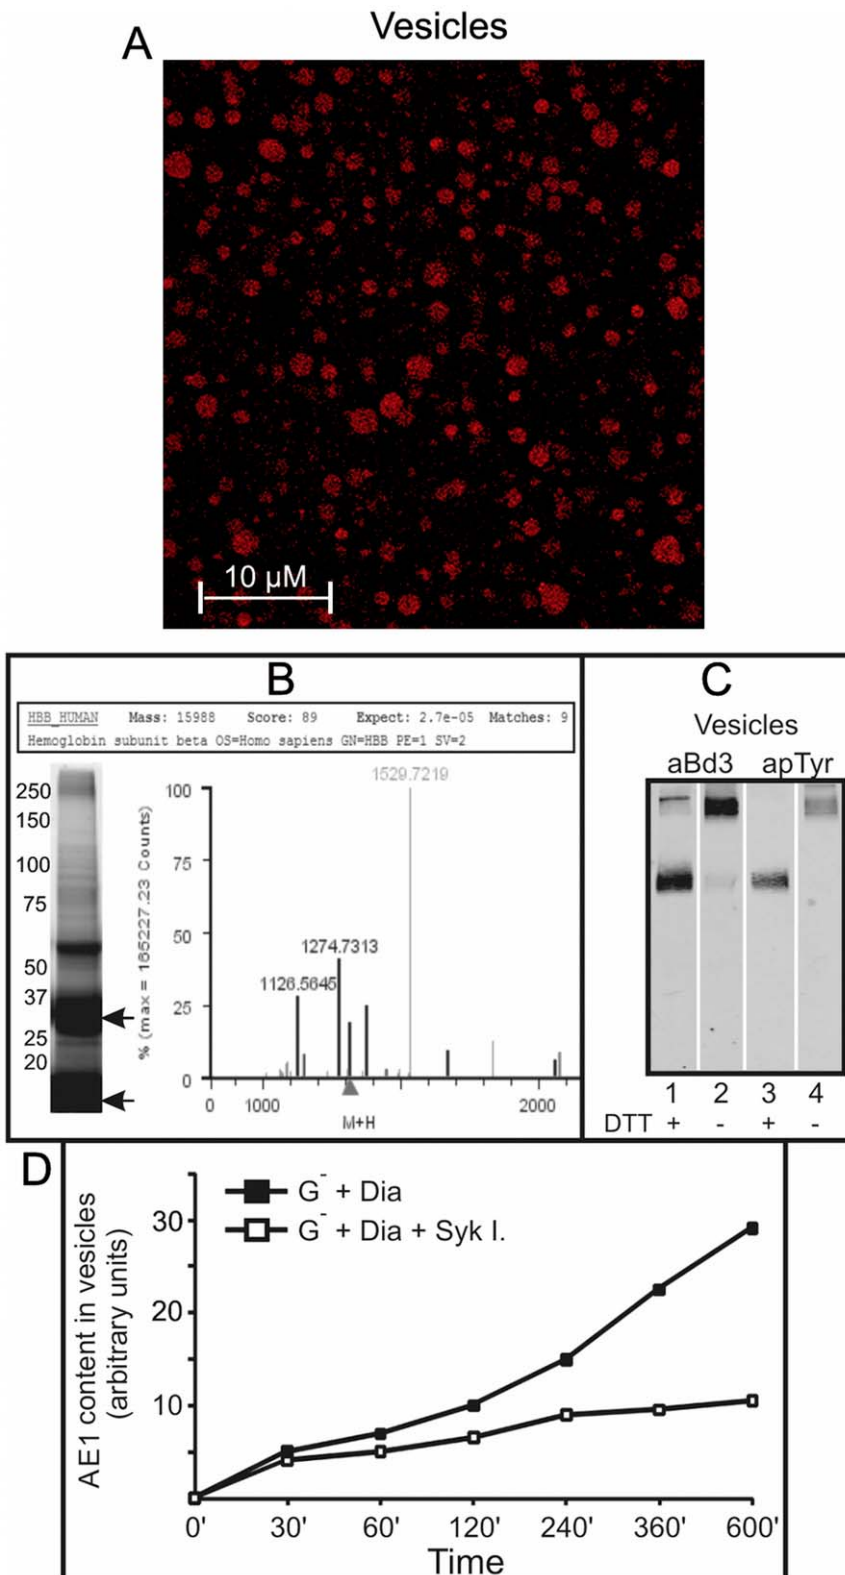 Vesicles
A
10 µM
B
HBB_HUMAN Mass: 15988 Score: 89 Expect: 2.7e-05 Matches: 9
Hemoglobin subunit beta OS=Homo sapiens GN=HBB PE=1 SV=2
250
150
100
75
50
37
25
20
% (max = 165227.23 Counts)
100
75
50
25
0
1529.7219
1274.7313
1126.5645
0 1000 2000
M+H
C
Vesicles
aBd3 apTyr
1 2 3 4
DTT + - + -
D
G⁻ + Dia
G⁻ + Dia + Syk I.
AE1 content in vesicles
(arbitrary units)
30
20
10
0' 30' 60' 120' 240' 360' 600'
Time